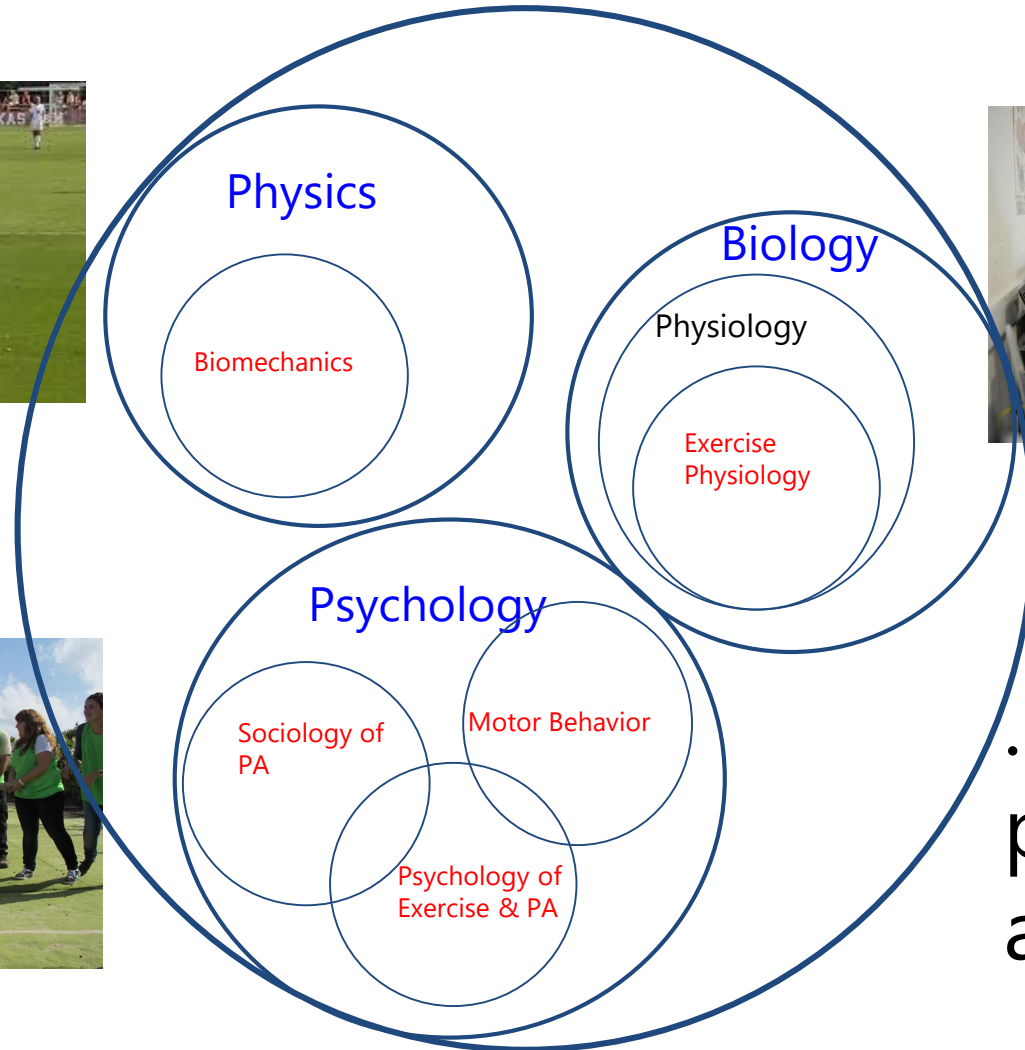 Physics
Biology
Physiology
Biomechanics
Exercise
Physiology
Psychology
Motor Behavior
Sociology of
PA
Psychology of
Exercise & PA